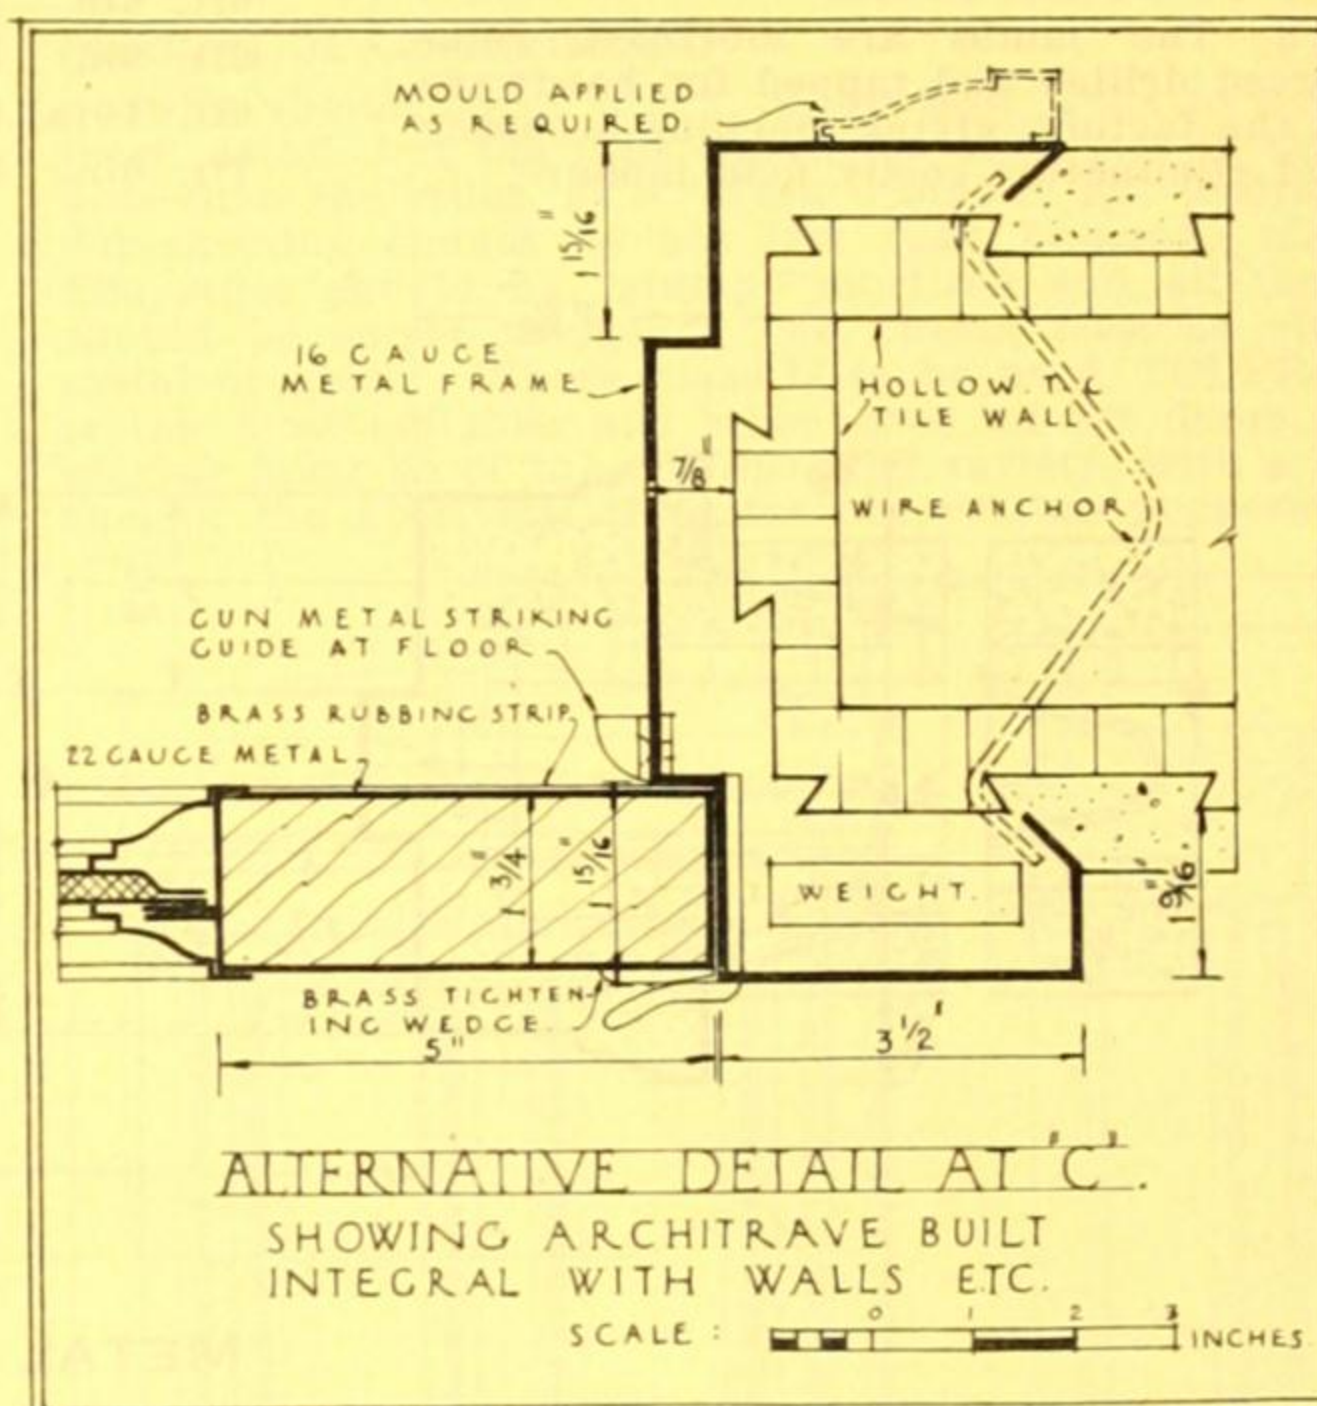 MOULD APPLIED
AS REQUIRED.
1 15/16"
16 GAUGE
METAL FRAME
HOLLOW T.C.
TILE WALL
7/8"
WIRE ANCHOR
GUN METAL STRIKING
GUIDE AT FLOOR
BRASS RUBBING STRIP
22 GAUGE METAL
1 3/4"
1 15/16"
WEIGHT.
1 9/16"
BRASS TIGHTEN-
ING WEDGE.
5"
3 1/2'
ALTERNATIVE DETAIL AT "C".
SHOWING ARCHITRAVE BUILT
INTEGRAL WITH WALLS ETC.
0 1 2 3
SCALE : INCHES.